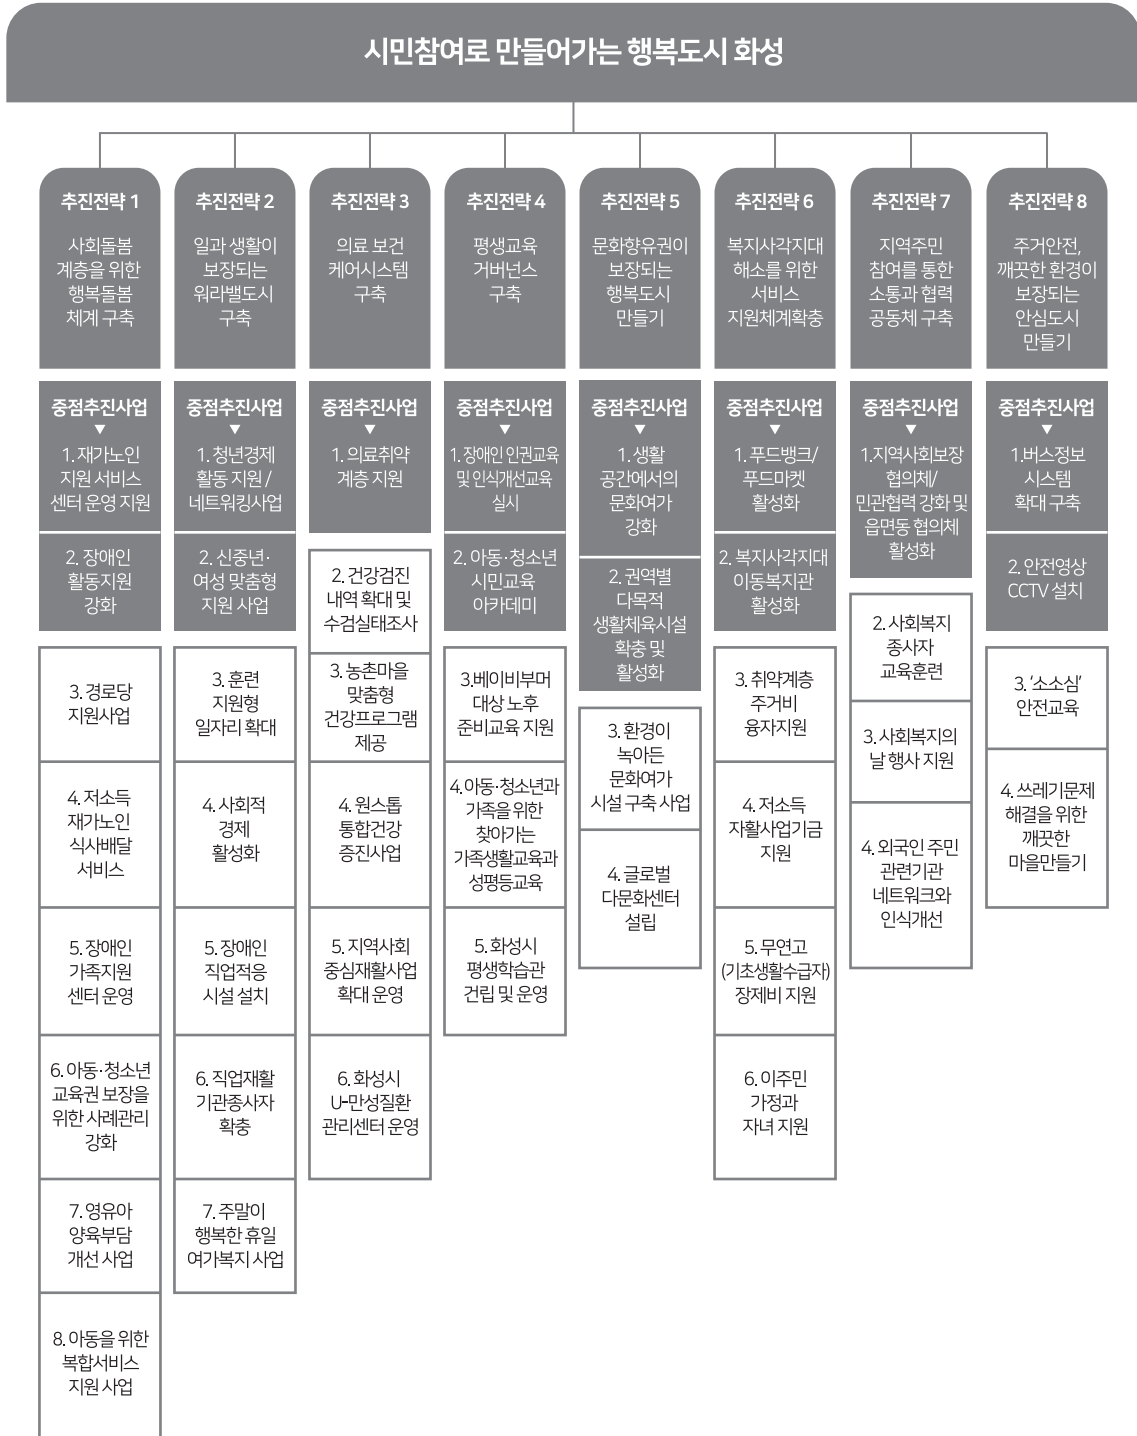 시민참여로 만들어가는 행복도시 화성
추진전략 1
사회돌봄
계층을 위한
행복돌봄
체계 구축
중점추진사업
▼
1. 재가노인
지원 서비스
센터 운영 지원
2. 장애인
활동지원
강화
3. 경로당
지원사업
4. 저소득
재가노인
식사배달
서비스
5. 장애인
가족지원
센터 운영
6. 아동·청소년
교육권 보장을
위한 사례관리
강화
7. 영유아
양육부담
개선 사업
8. 아동을 위한
복합서비스
지원 사업
추진전략 2
일과 생활이
보장되는
워라밸도시
구축
중점추진사업
▼
1. 청년경제
활동 지원 /
네트워킹사업
2. 신중년·
여성 맞춤형
지원 사업
3. 훈련
지원형
일자리 확대
4. 사회적
경제
활성화
5. 장애인
직업적응
시설 설치
6. 직업재활
기관종사자
확충
7. 주말이
행복한 휴일
여가복지 사업
추진전략 3
의료 보건
케어시스템
구축
중점추진사업
▼
1. 의료취약
계층 지원
2. 건강검진
내역 확대 및
수검실태조사
3. 농촌마을
맞춤형
건강프로그램
제공
4. 원스톱
통합건강
증진사업
5. 지역사회
중심재활사업
확대 운영
6. 화성시
U-만성질환
관리센터 운영
추진전략 4
평생교육
거버넌스
구축
중점추진사업
▼
1. 장애인 인권교육
및 인식개선교육
실시
2. 아동·청소년
시민교육
아카데미
3.베이비부머
대상 노후
준비교육 지원
4. 아동·청소년과
가족을 위한
찾아가는
가족생활교육과
성평등교육
5. 화성시
평생학습관
건립 및 운영
추진전략 5
문화향유권이
보장되는
행복도시
만들기
중점추진사업
▼
1. 생활
공간에서의
문화여가
강화
2. 권역별
다목적
생활체육시설
확충 및
활성화
3. 환경이
녹아든
문화여가
시설 구축 사업
4. 글로벌
다문화센터
설립
추진전략 6
복지사각지대
해소를 위한
서비스
지원체계확충
중점추진사업
▼
1. 푸드뱅크/
푸드마켓
활성화
2. 복지사각지대
이동복지관
활성화
3. 취약계층
주거비
융자지원
4. 저소득
자활사업기금
지원
5. 무연고
(기초생활수급자)
장제비 지원
6. 이주민
가정과
자녀 지원
추진전략 7
지역주민
참여를 통한
소통과 협력
공동체 구축
중점추진사업
▼
1.지역사회보장
협의체/
민관협력 강화 및
읍면동 협의체
활성화
2. 사회복지
종사자
교육훈련
3. 사회복지의
날 행사 지원
4. 외국인 주민
관련기관
네트워크와
인식개선
추진전략 8
주거안전,
깨끗한 환경이
보장되는
안심도시
만들기
중점추진사업
▼
1.버스정보
시스템
확대 구축
2. 안전영상
CCTV 설치
3. ‘소소심’
안전교육
4. 쓰레기문제
해결을 위한
깨끗한
마을만들기